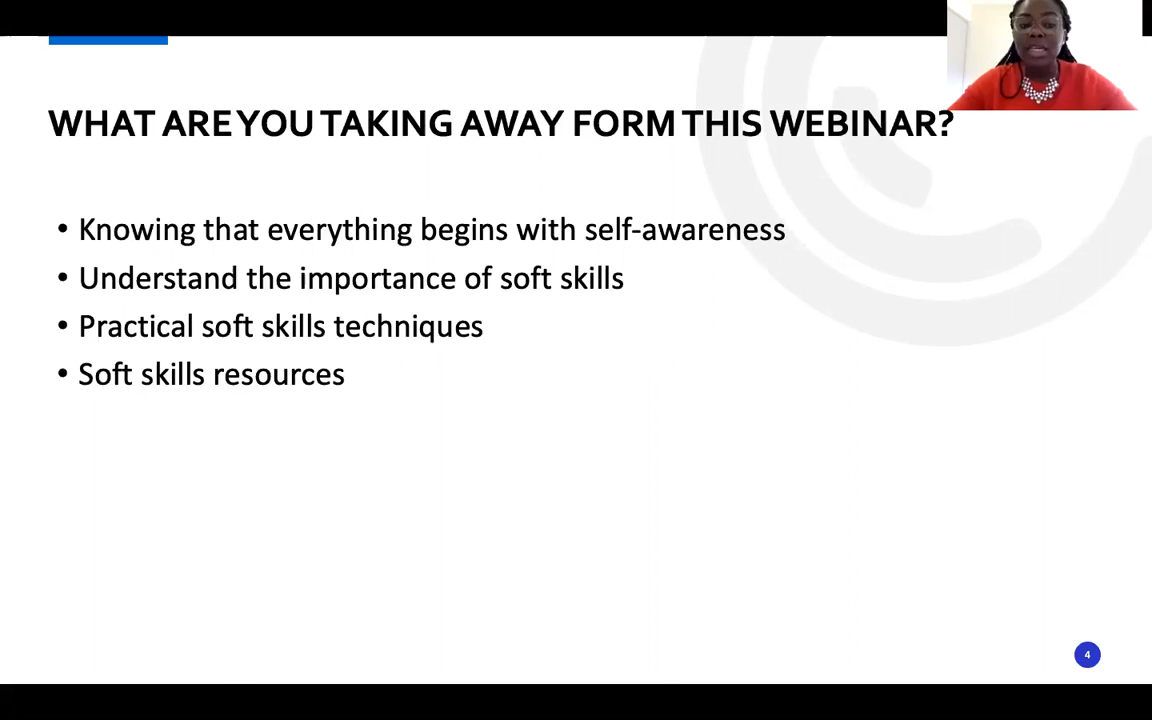 WHAT ARE YOU TAKING AWAY FORM THIS WEBINAR?
• Knowing that everything begins with self-awareness
• Understand the importance of soft skills
• Practical soft skills techniques
• Soft skills resources
4